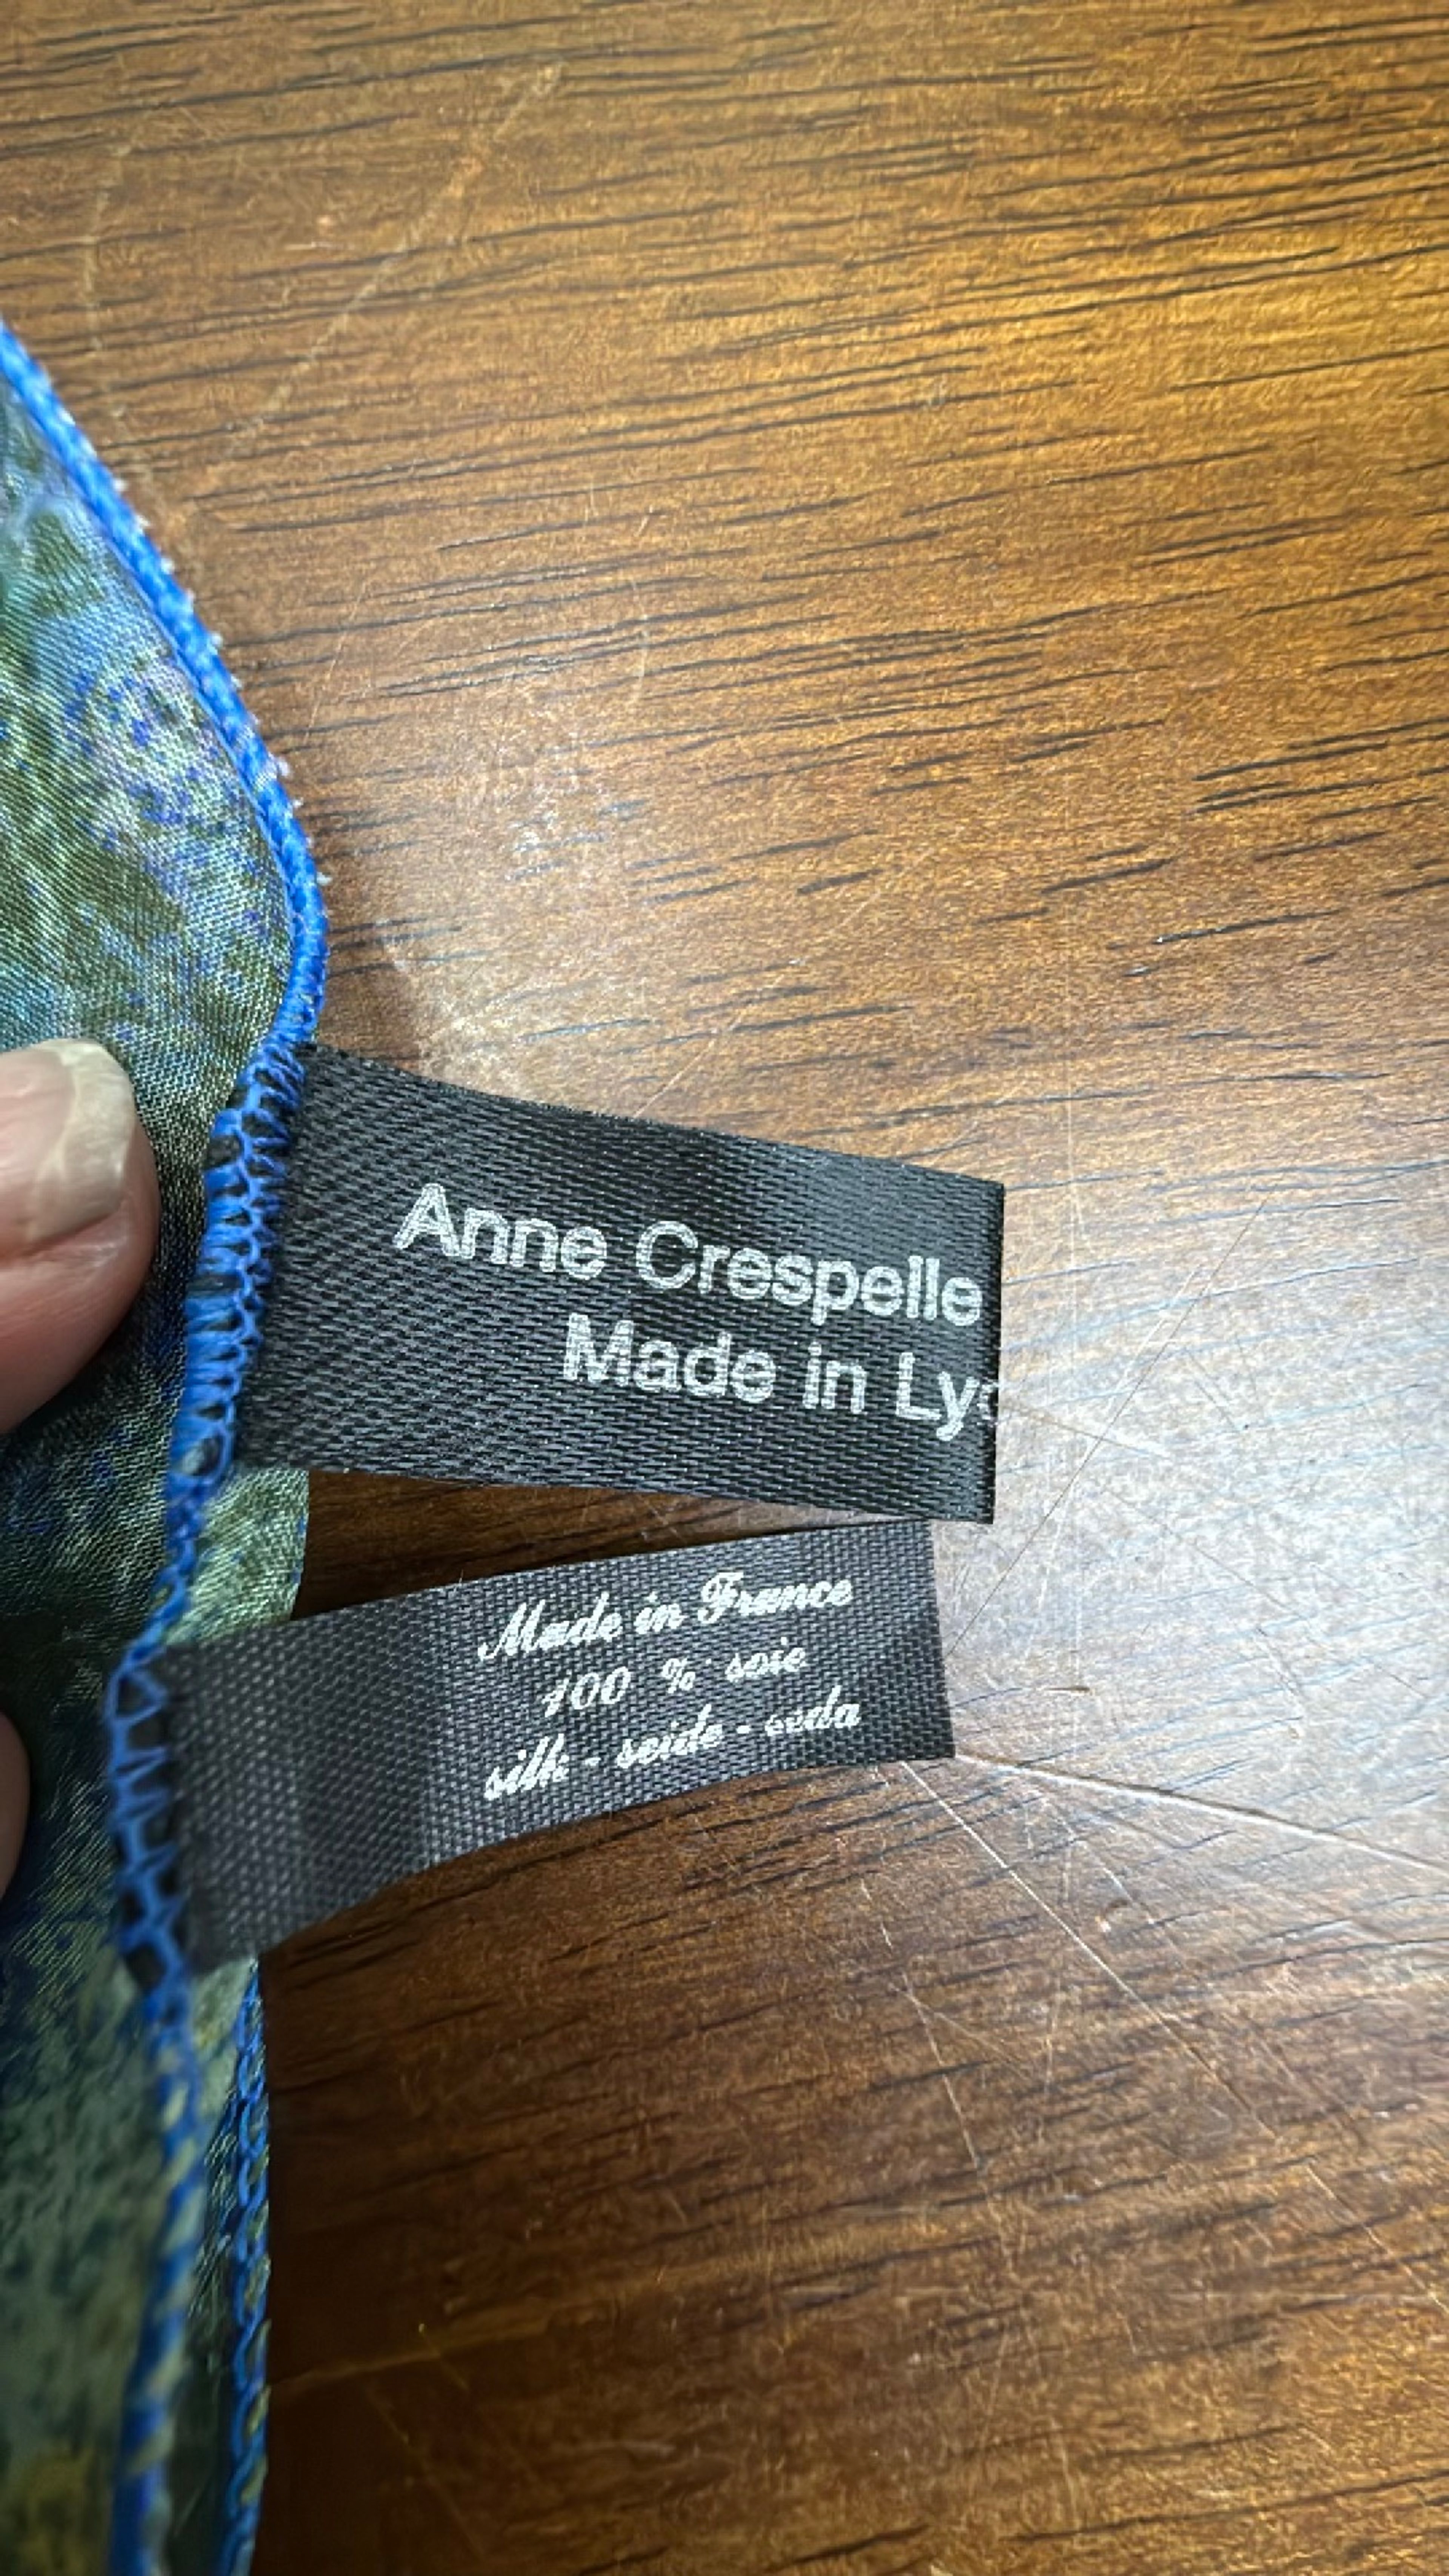 Anne Crespelle
Made in Ly
Made in France
100 % soie
silk - seide - seda